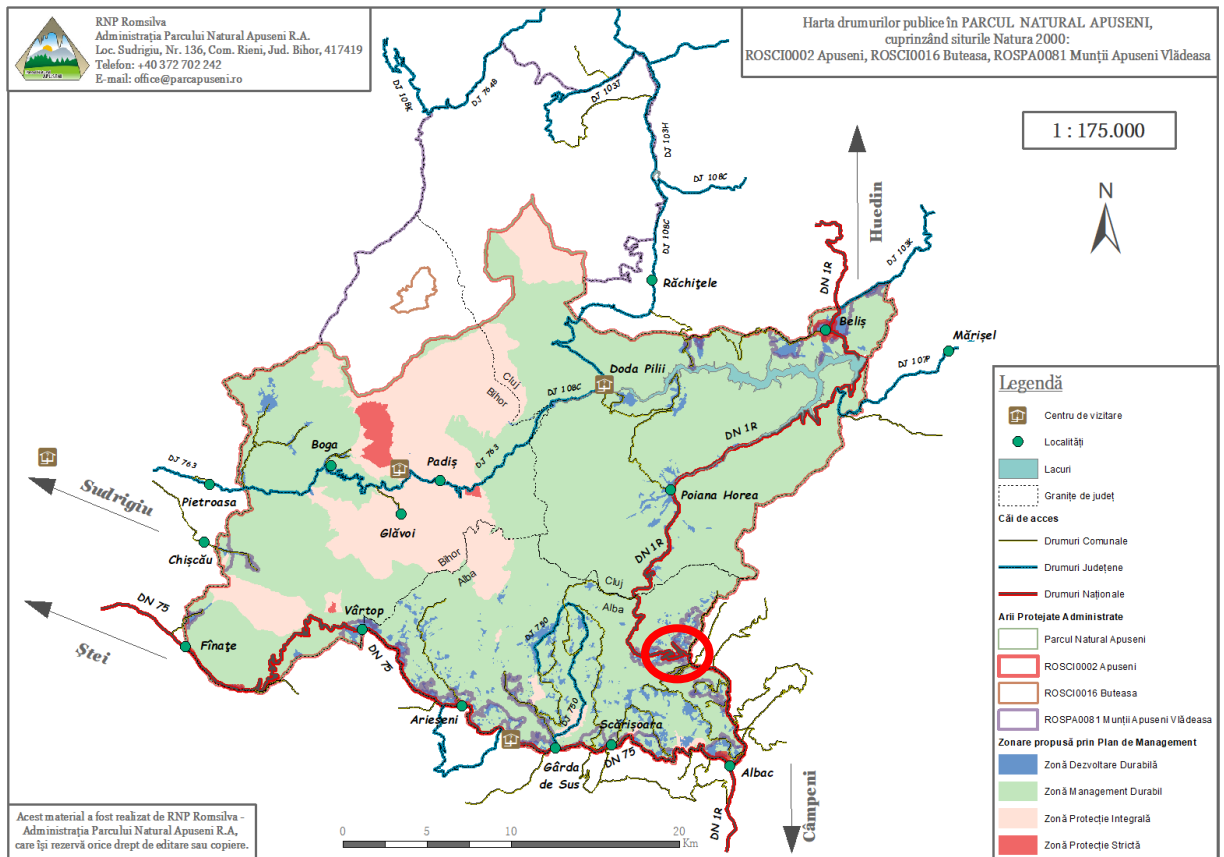 RNP Romsilva
Administrația Parcului Natural Apuseni R.A.
Loc. Sudrigiu, Nr. 136, Com. Rieni, Jud. Bihor, 417419
Telefon: +40 372 702 242
E-mail: office@parcapuseni.ro
Harta drumurilor publice în PARCUL NATURAL APUSENI,
cuprinzând siturile Natura 2000:
ROSCI0002 Apuseni, ROSCI0016 Buteasa, ROSPA0081 Munții Apuseni Vlădeasa
1 : 175.000
N
Huedin
DJ 108K
DJ 764B
DJ 103J
DJ 103H
DJ 108C
DJ 108C
Răchițele
DN 1R
DJ 103K
Beliș
Mărișel
DJ 107P
Doda Pilii
DJ 108C
Cluj
Bihor
DN 1R
Boga
Padiș
DJ 763
DJ 763
Pietroasa
Sudrigiu
Glăvoi
Poiana Horea
Chișcău
DN 1R
Bihor
Alba
Cluj
Alba
DN 75
Vârtop
Fînațe
Ștei
DN 75
DJ 750
DJ 750
Arieșeni
Scărișoara
Gârda
de Sus
DN 75
Albac
DN 1R
Câmpeni
Legendă
Centru de vizitare
Localități
Lacuri
Granițe de județ
Căi de acces
Drumuri Comunale
Drumuri Județene
Drumuri Naționale
Arii Protejate Administrate
Parcul Natural Apuseni
ROSCI0002 Apuseni
ROSCI0016 Buteasa
ROSPA0081 Munții Apuseni Vlădeasa
Zonare propusă prin Plan de Management
Zonă Dezvoltare Durabilă
Zonă Management Durabil
Zonă Protecție Integrală
Zonă Protecție Strictă
Acest material a fost realizat de RNP Romsilva -
Administrația Parcului Natural Apuseni R.A,
care își rezervă orice drept de editare sau copiere.
0 5 10 20
Km